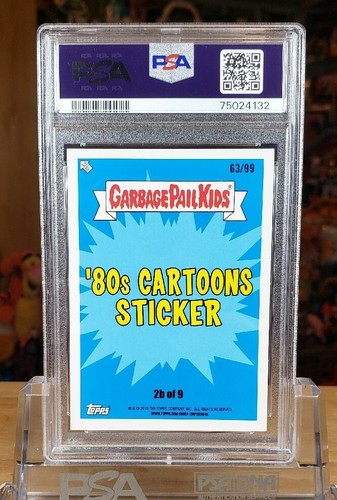 PSA PSA
75024132
63/99
GARBAGE PAIL KIDS
'80s CARTOONS
STICKER
2b of 9
Topps
PSA